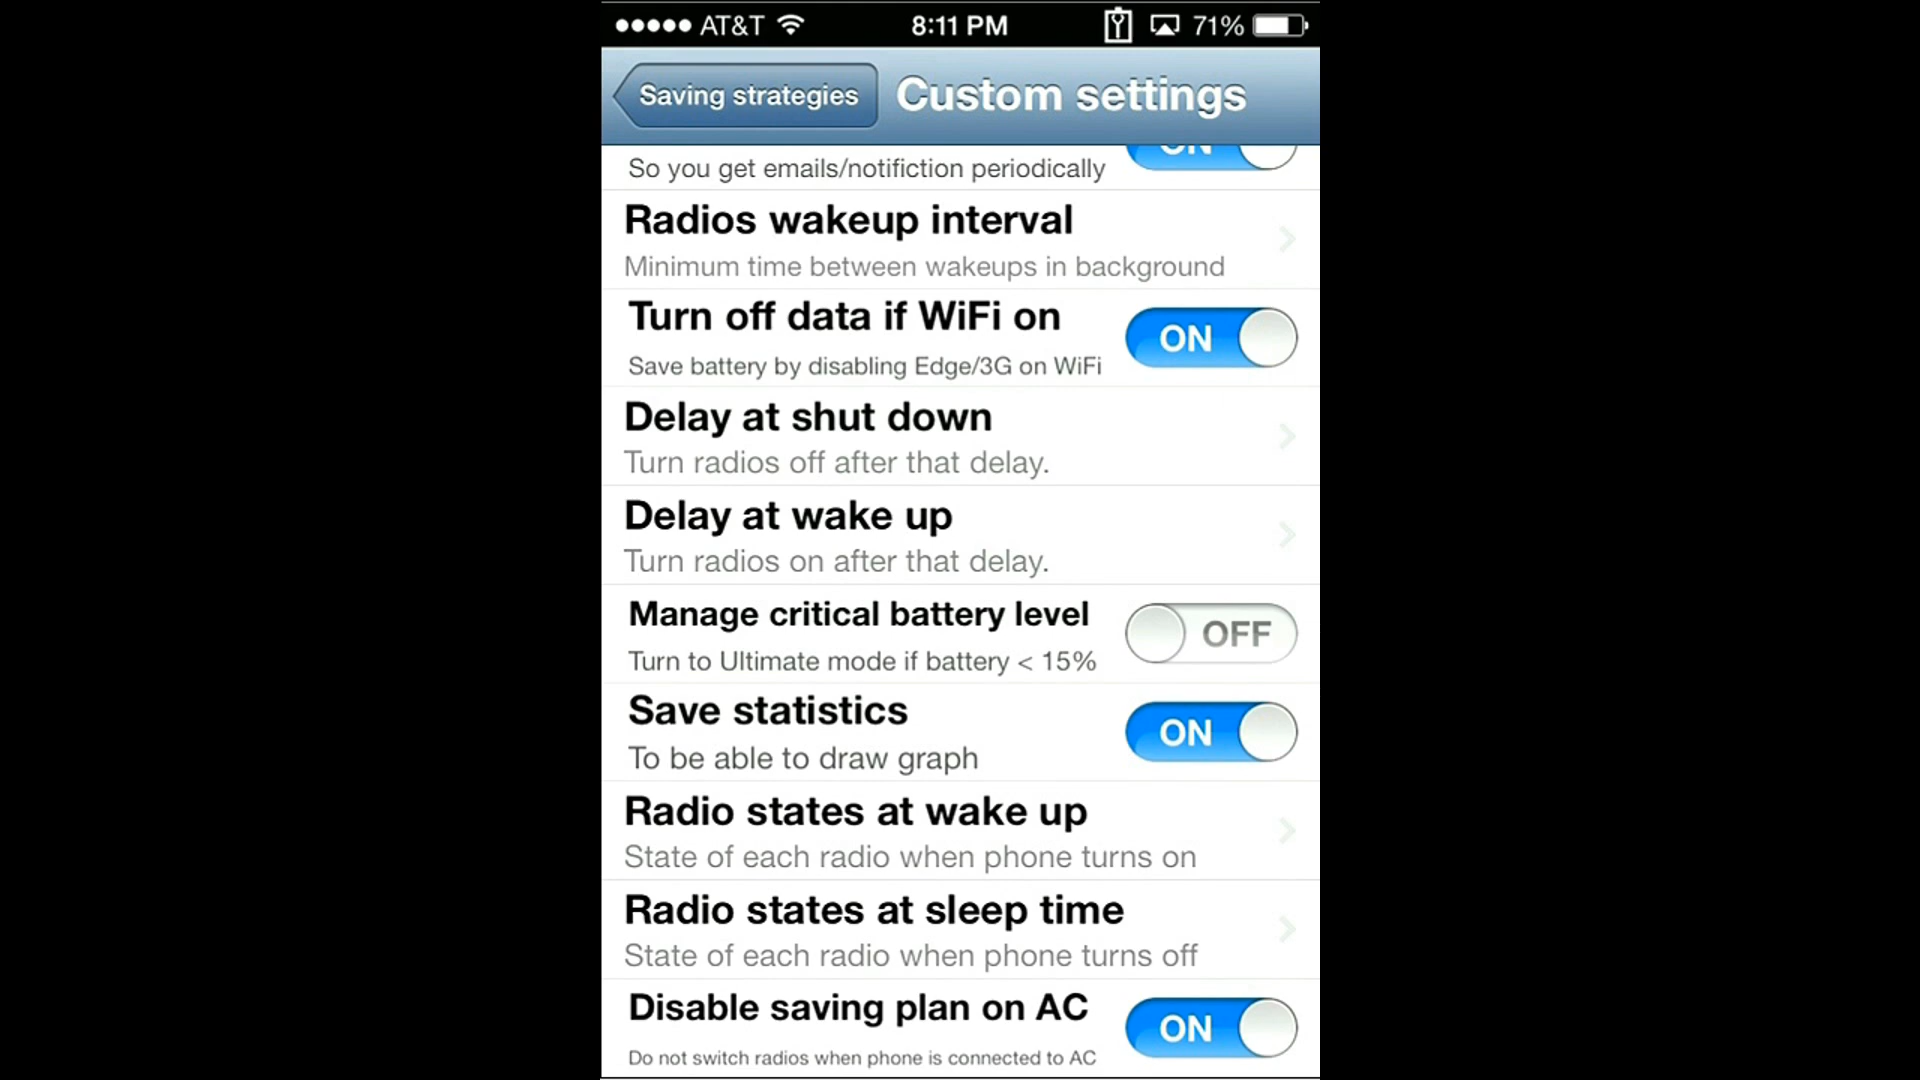 AT&T 8:11 PM 71%
Saving strategies Custom settings
ON
So you get emails/notifiction periodically
Radios wakeup interval
Minimum time between wakeups in background
Turn off data if WiFi on
ON
Save battery by disabling Edge/3G on WiFi
Delay at shut down
Turn radios off after that delay.
Delay at wake up
Turn radios on after that delay.
Manage critical battery level
OFF
Turn to Ultimate mode if battery < 15%
Save statistics
ON
To be able to draw graph
Radio states at wake up
State of each radio when phone turns on
Radio states at sleep time
State of each radio when phone turns off
Disable saving plan on AC
ON
Do not switch radios when phone is connected to AC